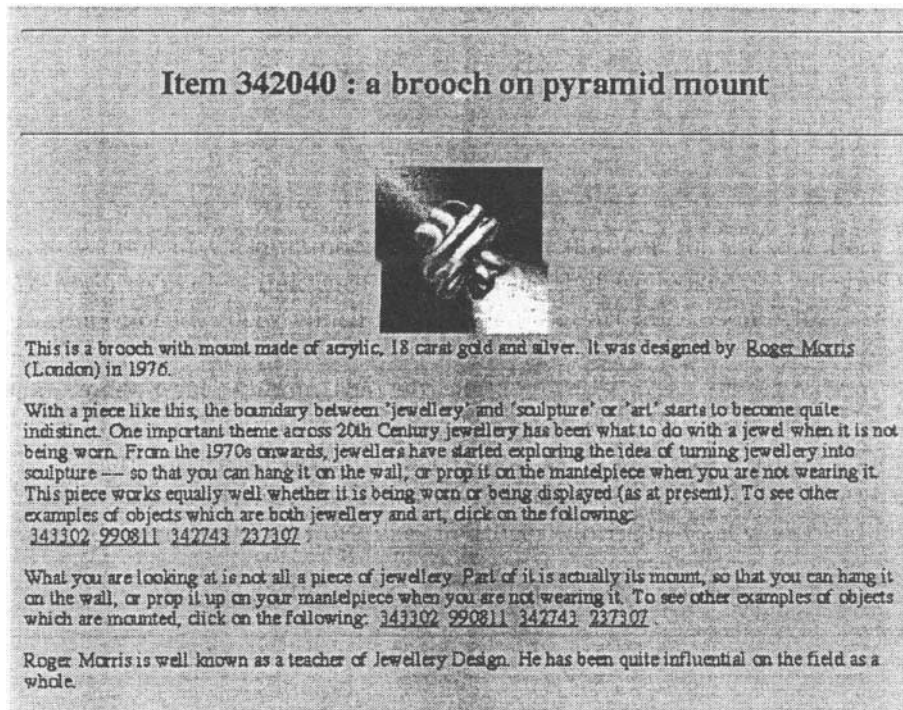 Item 342040 : a brooch on pyramid mount
This is a brooch with mount made of acrylic, 18 carat gold and silver. It was designed by Roger Morris
(London) in 1976.
With a piece like this, the boundary between 'jewellery' and 'sculpture' or 'art' starts to become quite
indistinct. One important theme across 20th Century jewellery has been what to do with a jewel when it is not
being worn. From the 1970s onwards, jewellers have started exploring the idea of turning jewellery into
sculpture — so that you can hang it on the wall, or prop it on the mantelpiece when you are not wearing it.
This piece works equally well whether it is being worn or being displayed (as at present). To see other
examples of objects which are both jewellery and art, click on the following:
343302 990811 342743 237307 .
What you are looking at is not all a piece of jewellery. Part of it is actually its mount, so that you can hang it
on the wall, or prop it up on your mantelpiece when you are not wearing it. To see other examples of objects
which are mounted, click on the following: 343302 990811 342743 237307 .
Roger Morris is well known as a teacher of Jewellery Design. He has been quite influential on the field as a
whole.